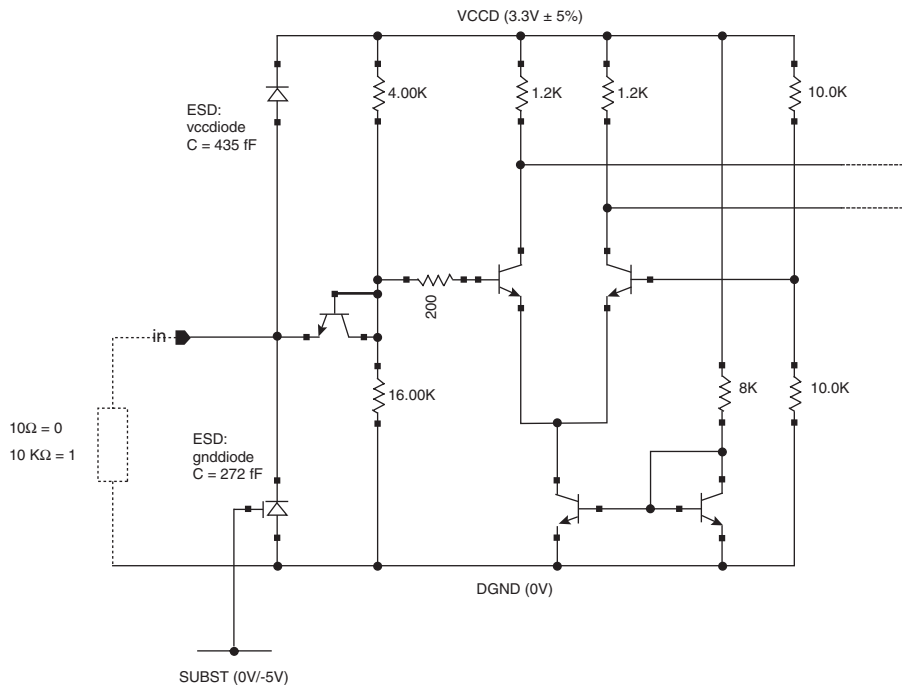 VCCD (3.3V ± 5%)
4.00K
1.2K
1.2K
10.0K
ESD:
vccdiode
C = 435 fF
200
in
16.00K
8K
10.0K
10Ω = 0
10 KΩ = 1
ESD:
gnddiode
C = 272 fF
DGND (0V)
SUBST (0V/-5V)